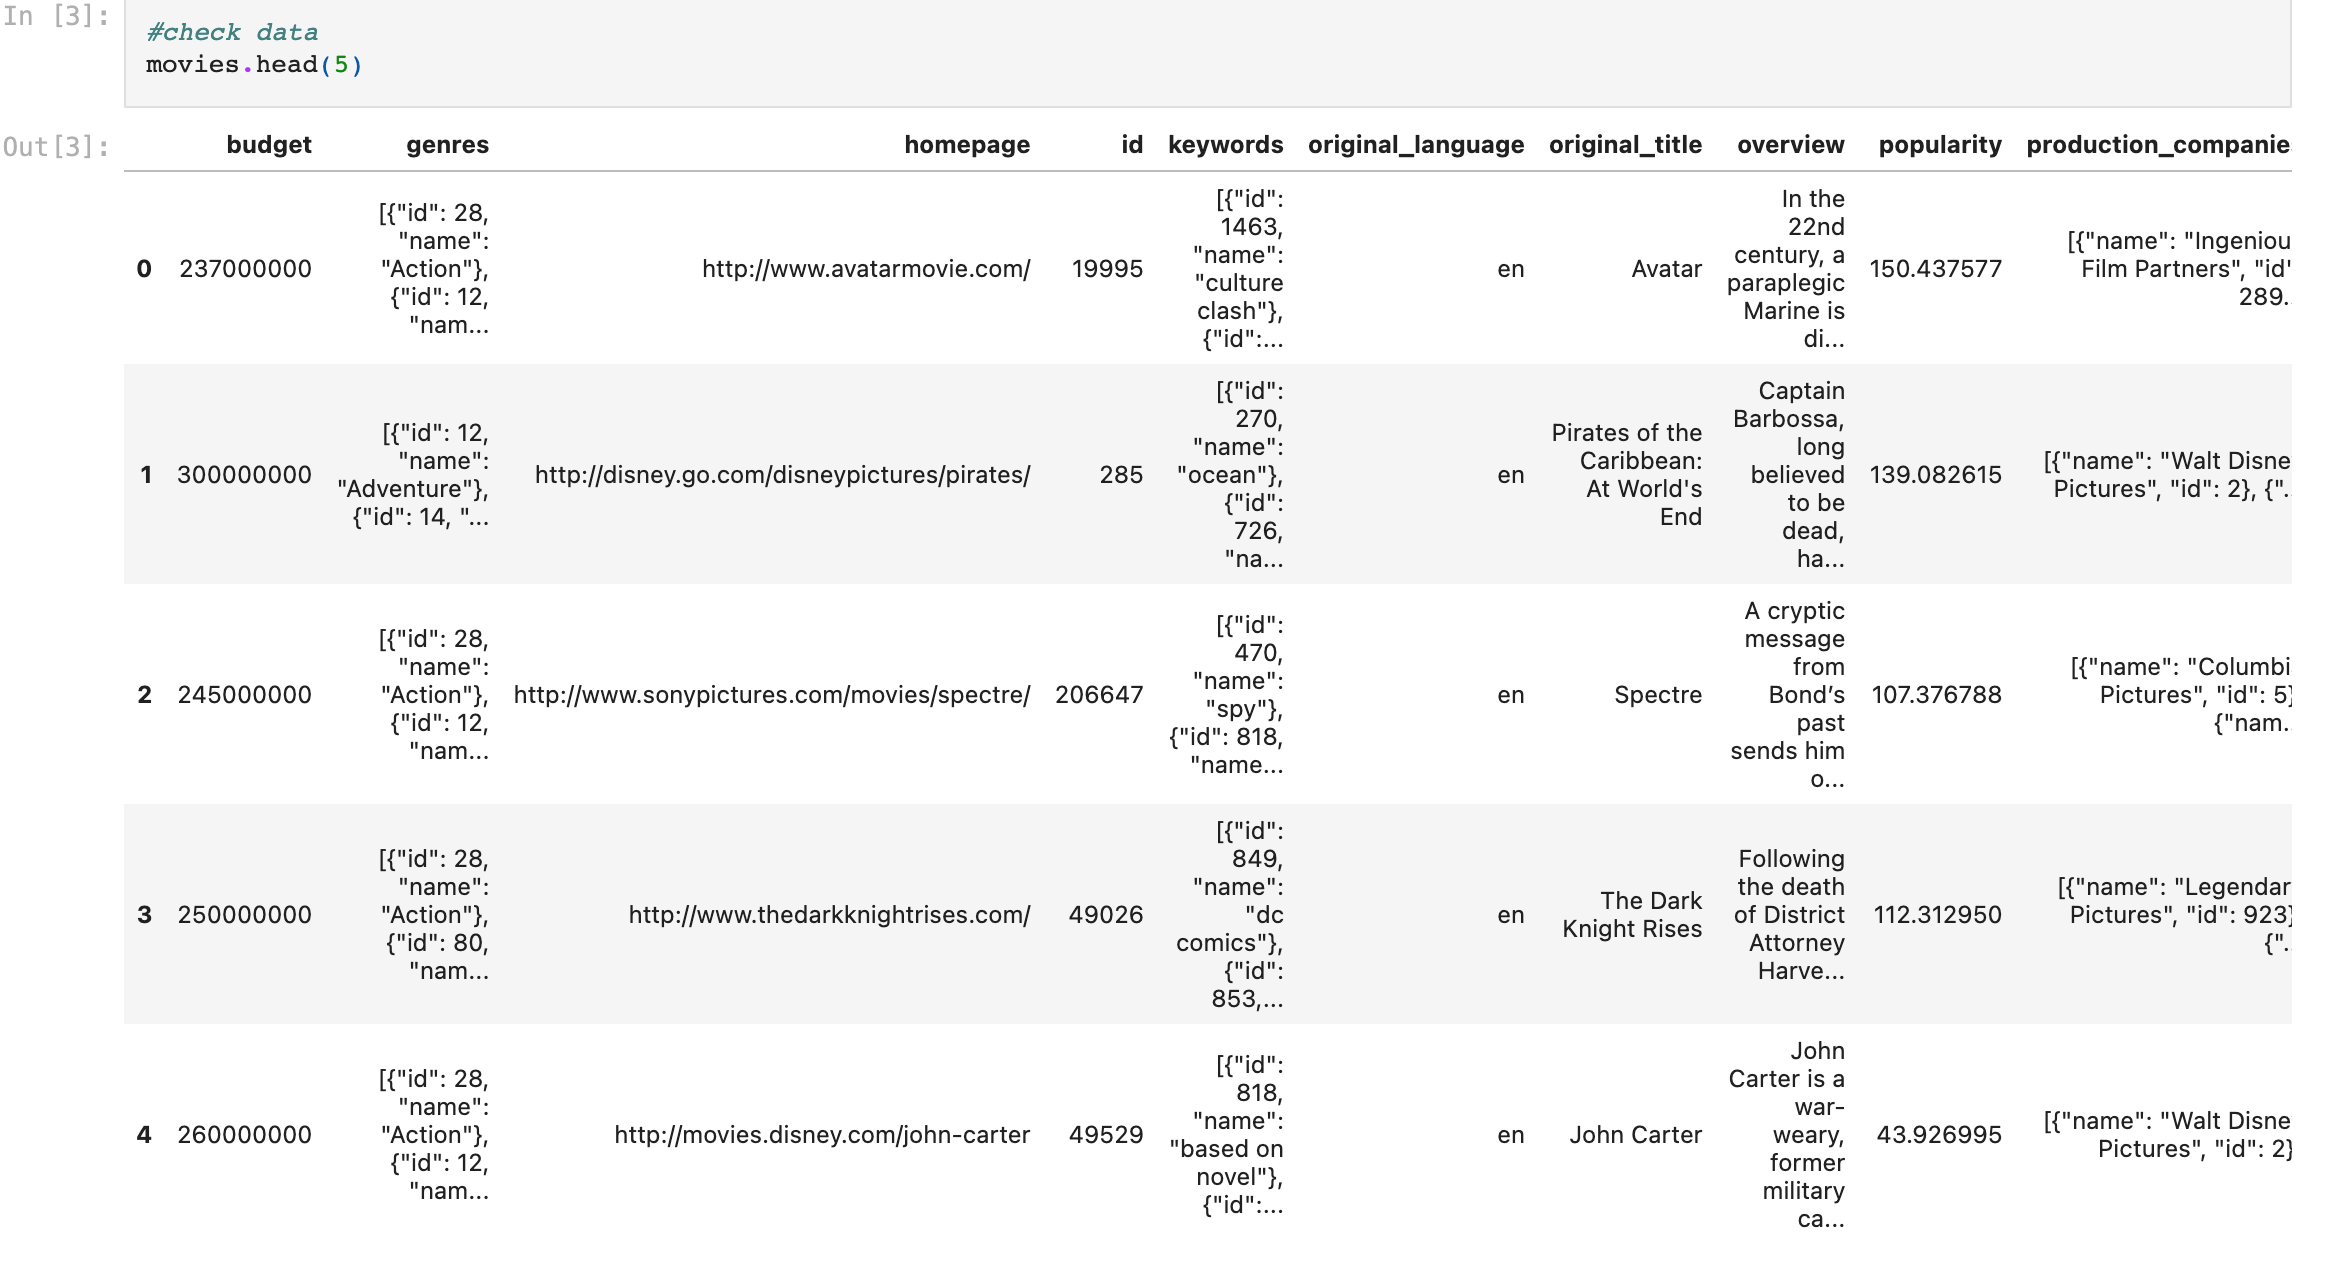 In [3]:
#check data
movies.head(5)
Out[3]:
budget genres homepage id keywords original_language original_title overview popularity production_companie
0 237000000 [{"id": 28, "name": "Action"}, {"id": 12, "nam... http://www.avatarmovie.com/ 19995 [{"id": 1463, "name": "culture clash"}, {"id":... en Avatar In the 22nd century, a paraplegic Marine is di... 150.437577 [{"name": "Ingeniou Film Partners", "id" 289.
1 300000000 [{"id": 12, "name": "Adventure"}, {"id": 14, "... http://disney.go.com/disneypictures/pirates/ 285 [{"id": 270, "name": "ocean"}, {"id": 726, "na... en Pirates of the Caribbean: At World's End Captain Barbossa, long believed to be dead, ha... 139.082615 [{"name": "Walt Disne Pictures", "id": 2}, {"..
2 245000000 [{"id": 28, "name": "Action"}, {"id": 12, "nam... http://www.sonypictures.com/movies/spectre/ 206647 [{"id": 470, "name": "spy"}, {"id": 818, "name... en Spectre A cryptic message from Bond’s past sends him o... 107.376788 [{"name": "Columbi Pictures", "id": 5} {"nam.
3 250000000 [{"id": 28, "name": "Action"}, {"id": 80, "nam... http://www.thedarkknightrises.com/ 49026 [{"id": 849, "name": "dc comics"}, {"id": 853,... en The Dark Knight Rises Following the death of District Attorney Harve... 112.312950 [{"name": "Legendar Pictures", "id": 923} {"..
4 260000000 [{"id": 28, "name": "Action"}, {"id": 12, "nam... http://movies.disney.com/john-carter 49529 [{"id": 818, "name": "based on novel"}, {"id":... en John Carter John Carter is a war-weary, former military ca... 43.926995 [{"name": "Walt Disne Pictures", "id": 2}